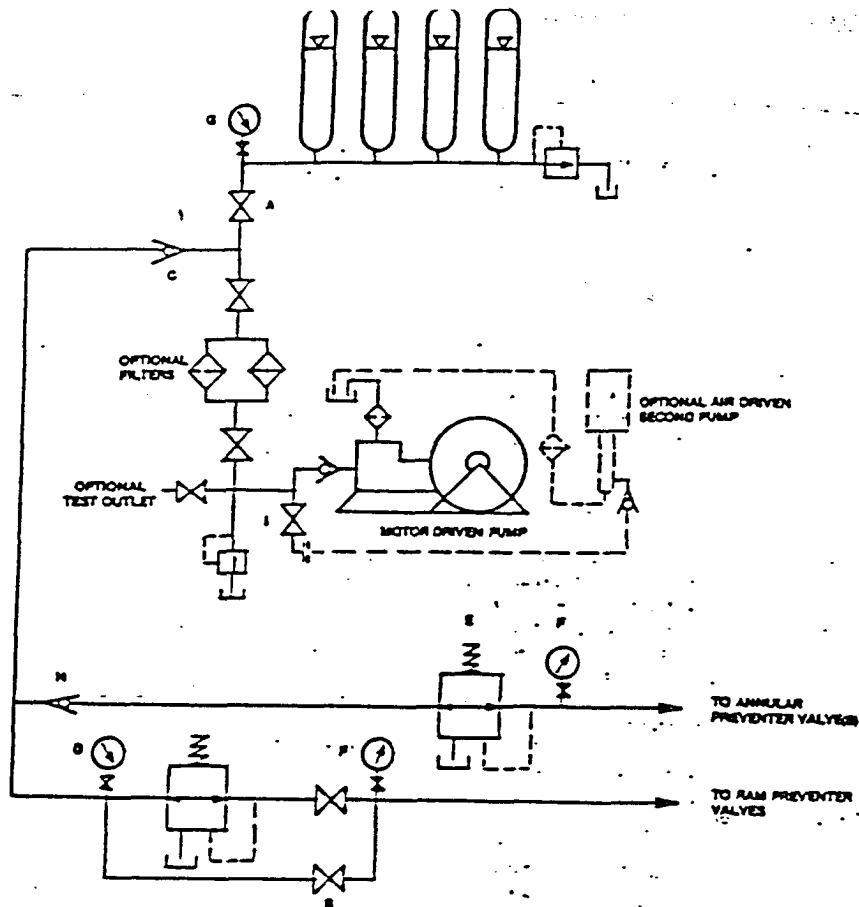 G
A
C
OPTIONAL
FILTERS
OPTIONAL AIR DRIVEN
SECOND PUMP
OPTIONAL
TEST OUTLET
MOTOR DRIVEN PUMP
E
F
H
TO ANNULAR
PREVENTER VALVE(S)
F
TO RAM PREVENTER
VALVES